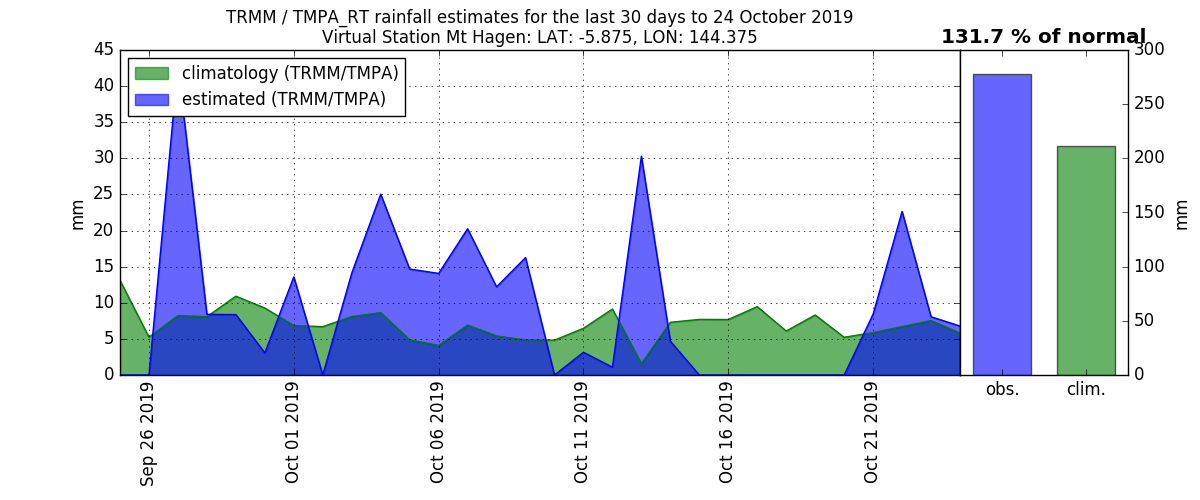 TRMM / TMPA_RT rainfall estimates for the last 30 days to 24 October 2019
Virtual Station Mt Hagen: LAT: -5.875, LON: 144.375
131.7 % of normal
climatology (TRMM/TMPA)
estimated (TRMM/TMPA)
mm
45
40
35
30
25
20
15
10
5
0
Sep 26 2019
Oct 01 2019
Oct 06 2019
Oct 11 2019
Oct 16 2019
Oct 21 2019
obs.
clim.
300
250
200
150
100
50
0
mm